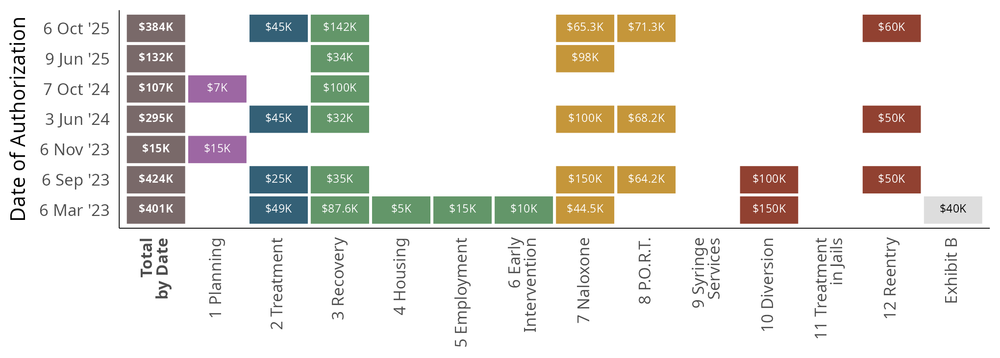 Date of Authorization
6 Oct '25 $384K $45K $142K $65.3K $71.3K $60K
9 Jun '25 $132K $34K $98K
7 Oct '24 $107K $7K $100K
3 Jun '24 $295K $45K $32K $100K $68.2K $50K
6 Nov '23 $15K $15K
6 Sep '23 $424K $25K $35K $150K $64.2K $100K $50K
6 Mar '23 $401K $49K $87.6K $5K $15K $10K $44.5K $150K $40K
Total
by Date
1 Planning
2 Treatment
3 Recovery
4 Housing
5 Employment
6 Early
Intervention
7 Naloxone
8 P.O.R.T.
9 Syringe
Services
10 Diversion
11 Treatment
in Jails
12 Reentry
Exhibit B